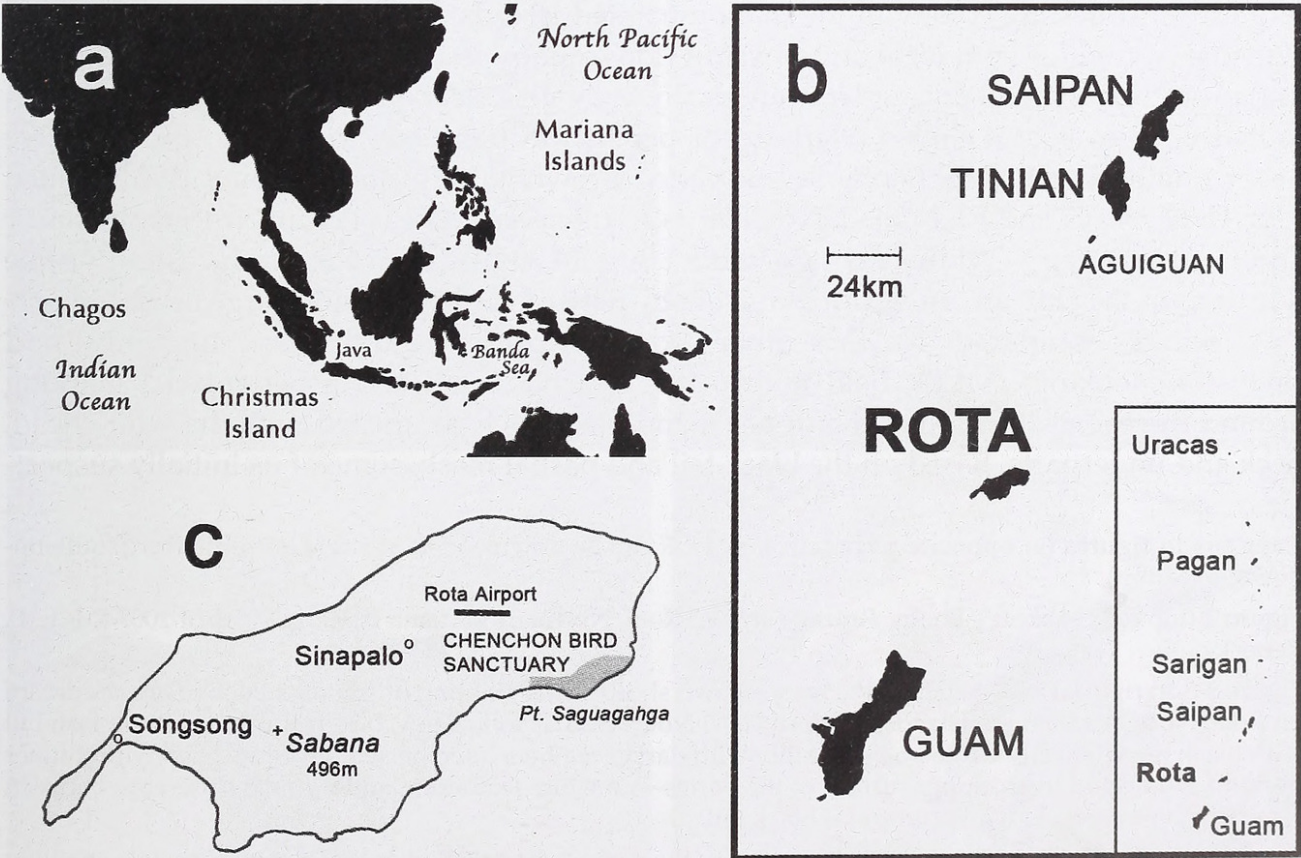 a
North Pacific
Ocean
Mariana
Islands
Chagos
Indian
Ocean
Java
Banda
Sea
Christmas
Island
b
SAIPAN
TINIAN
24km
AGUIGUAN
ROTA
GUAM
Uracas
Pagan
Sarigan
Saipan
Rota
Guam
c
Rota Airport
CHENCHON BIRD
SANCTUARY
Sinapalo
Pt. Saguagahga
Songsong
+ Sabana
496m